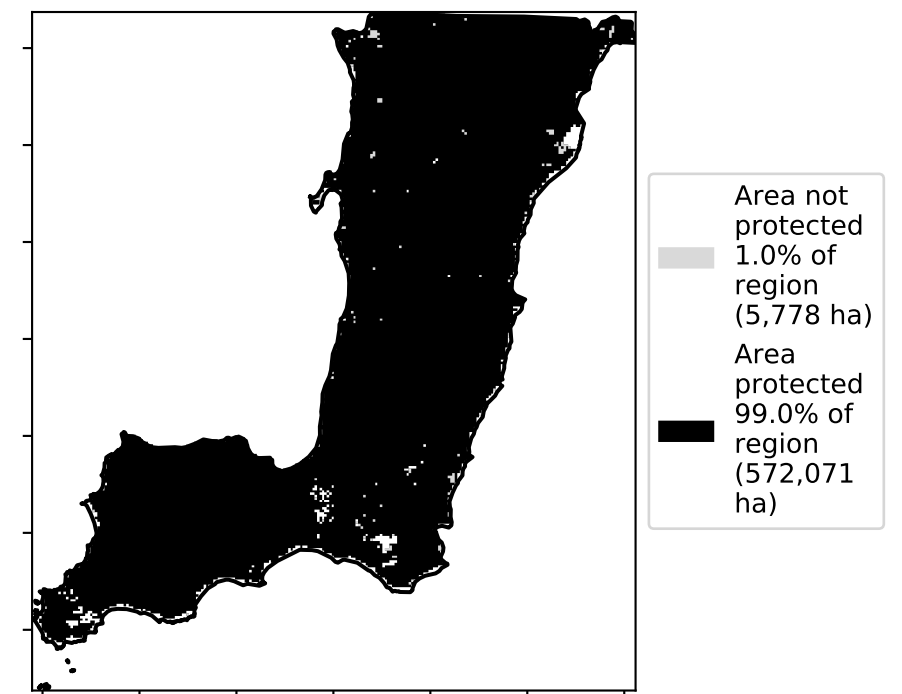 Area not
protected
1.0% of
region
(5,778 ha)
Area
protected
99.0% of
region
(572,071
ha)